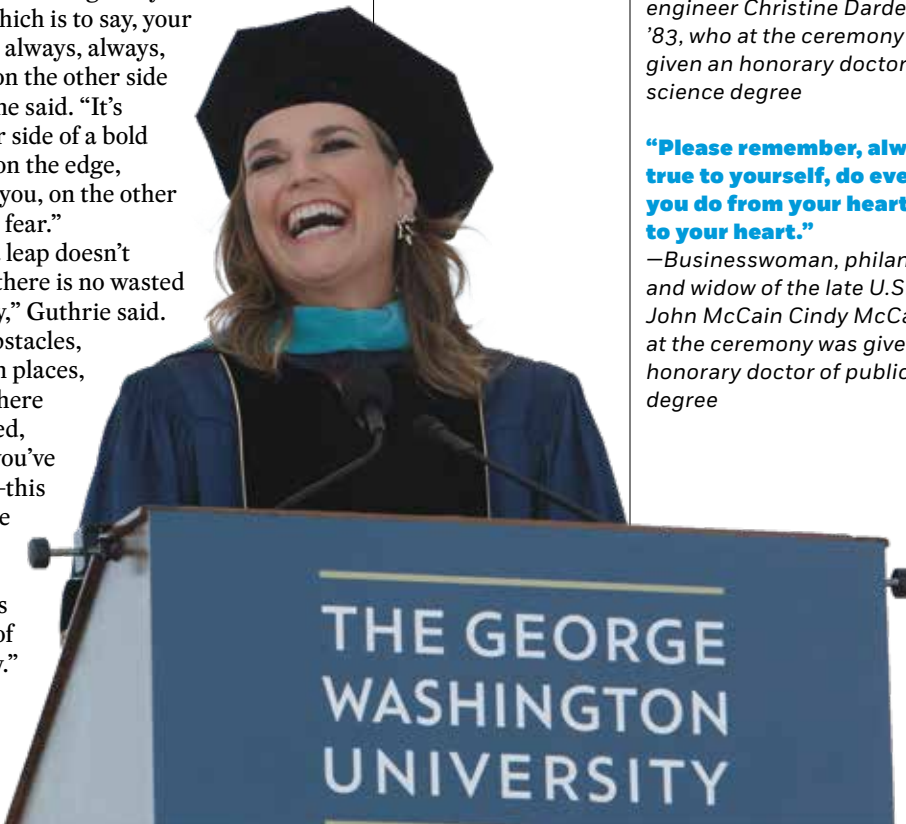 which is to say, your
always, always,
on the other side
he said. “It’s
r side of a bold
on the edge,
you, on the other
fear.”
leap doesn’t
there is no wasted
y,” Guthrie said.
bstacles,
n places,
here
ed,
you’ve
–this
e
s
of
y.”
engineer Christine Darde
’83, who at the ceremony
given an honorary doctor
science degree
“Please remember, alw
true to yourself, do eve
you do from your heart
to your heart.”
—Businesswoman, philan
and widow of the late U.S
John McCain Cindy McCa
at the ceremony was give
honorary doctor of public
degree
THE GEORGE
WASHINGTON
UNIVERSITY